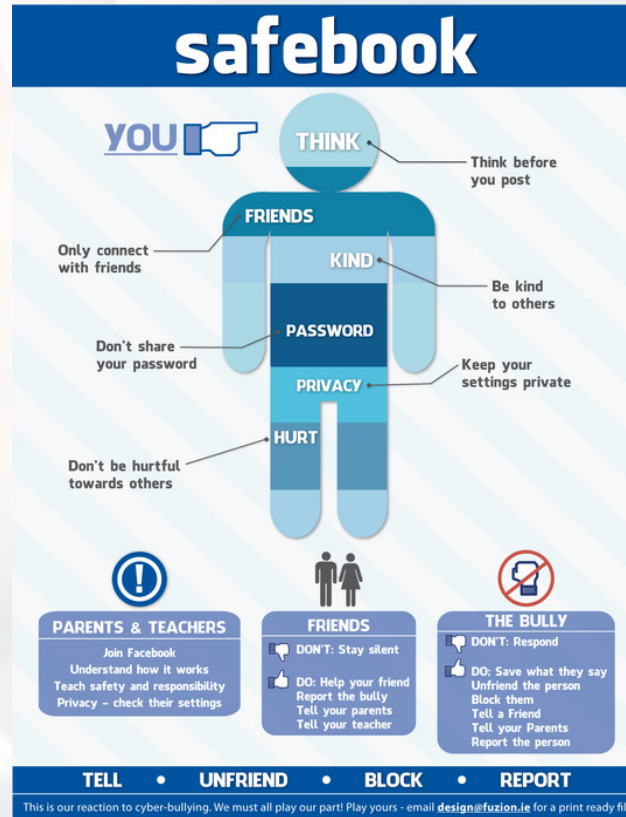 safebook
YOU
THINK
Think before
you post
FRIENDS
Only connect
with friends
KIND
Be kind
to others
PASSWORD
Don't share
your password
PRIVACY
Keep your
settings private
HURT
Don't be hurtful
towards others
PARENTS & TEACHERS
Join Facebook
Understand how it works
Teach safety and responsibility
Privacy – check their settings
FRIENDS
DON'T: Stay silent
DO: Help your friend
Report the bully
Tell your parents
Tell your teacher
THE BULLY
DON'T: Respond
DO: Save what they say
Unfriend the person
Block them
Tell a Friend
Tell your Parents
Report the person
TELL • UNFRIEND • BLOCK • REPORT
This is our reaction to cyber-bullying. We must all play our part! Play yours - email design@fuzion.ie for a print ready fil